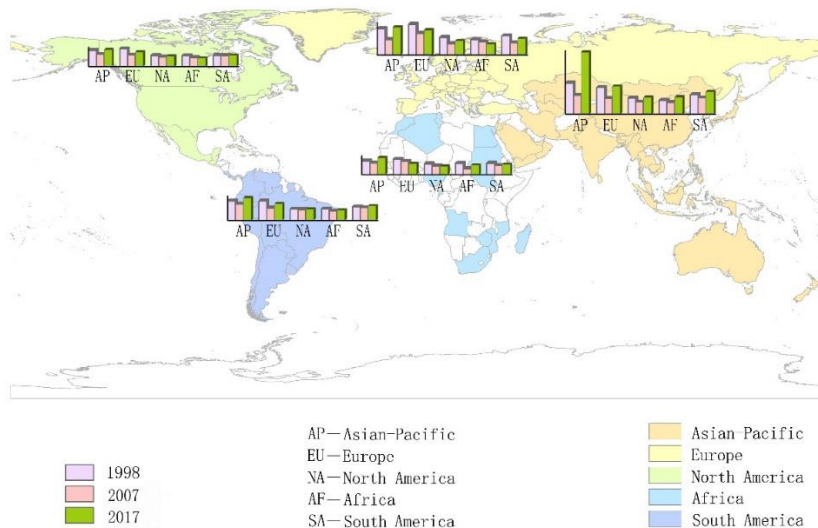 AP EU NA AF SA
AP EU NA AF SA
AP EU NA AF SA
AP EU NA AF SA
AP EU NA AF SA
1998
2007
2017
AP—Asian-Pacific
EU—Europe
NA—North America
AF—Africa
SA—South America
Asian-Pacific
Europe
North America
Africa
South America